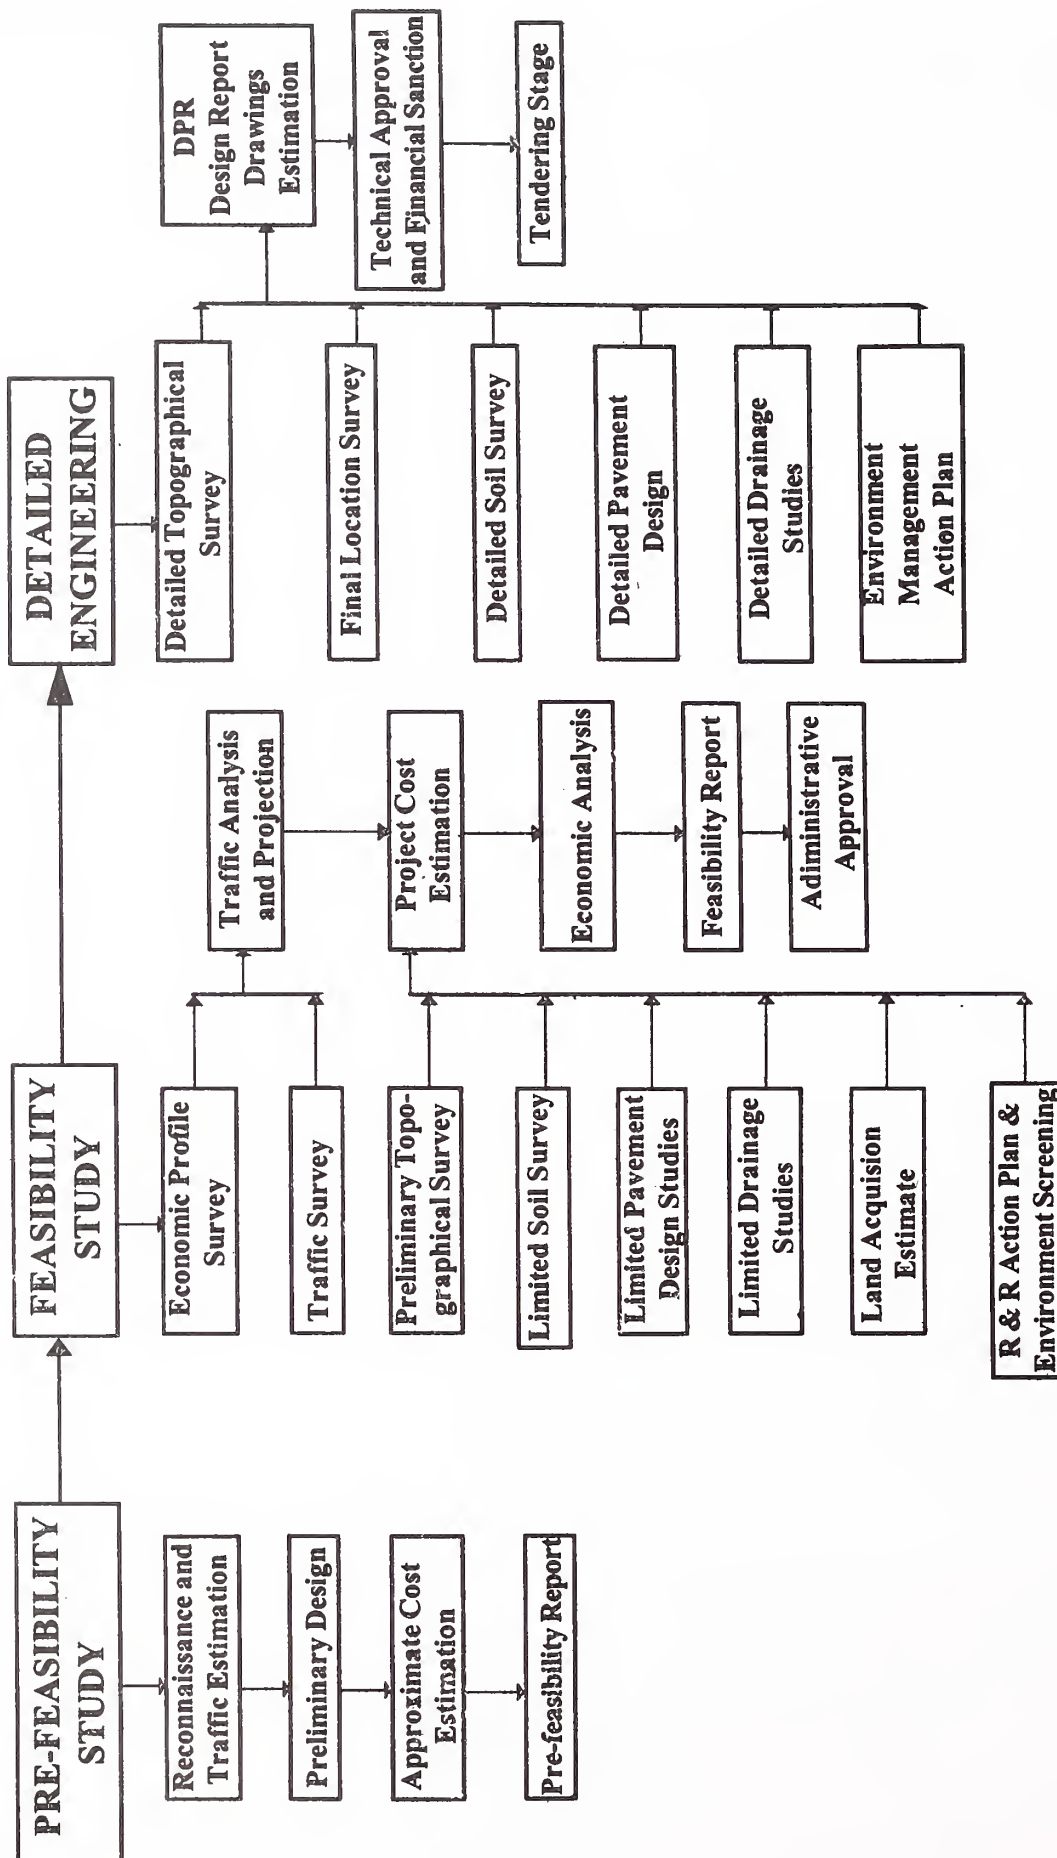 PRE-FEASIBILITY
STUDY
Reconnaissance and
Traffic Estimation
Preliminary Design
Approximate Cost
Estimation
Pre-feasibility Report
FEASIBILITY
STUDY
Economic Profile
Survey
Traffic Survey
Preliminary Topo-
graphical Survey
Limited Soil Survey
Limited Pavement
Design Studies
Limited Drainage
Studies
Land Acquision
Estimate
R & R Action Plan &
Environment Screening
Traffic Analysis
and Projection
Project Cost
Estimation
Economic Analysis
Feasibility Report
Adiministrative
Approval
DETAILED
ENGINEERING
Detailed Topographical
Survey
Final Location Survey
Detailed Soil Survey
Detailed Pavement
Design
Detailed Drainage
Studies
Environment
Management
Action Plan
DPR
Design Report
Drawings
Estimation
Technical Approval
and Financial Sanction
Tendering Stage